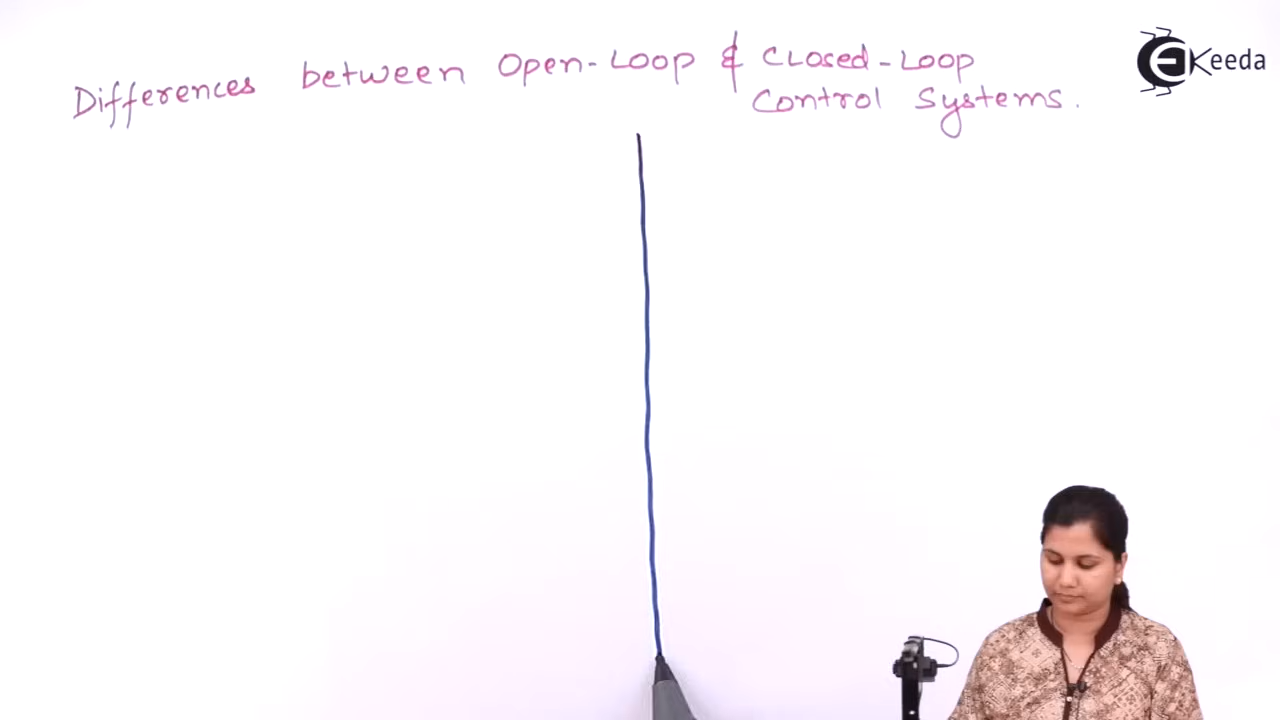 Differences between Open-Loop & Closed-Loop
Control Systems.
EKeeda